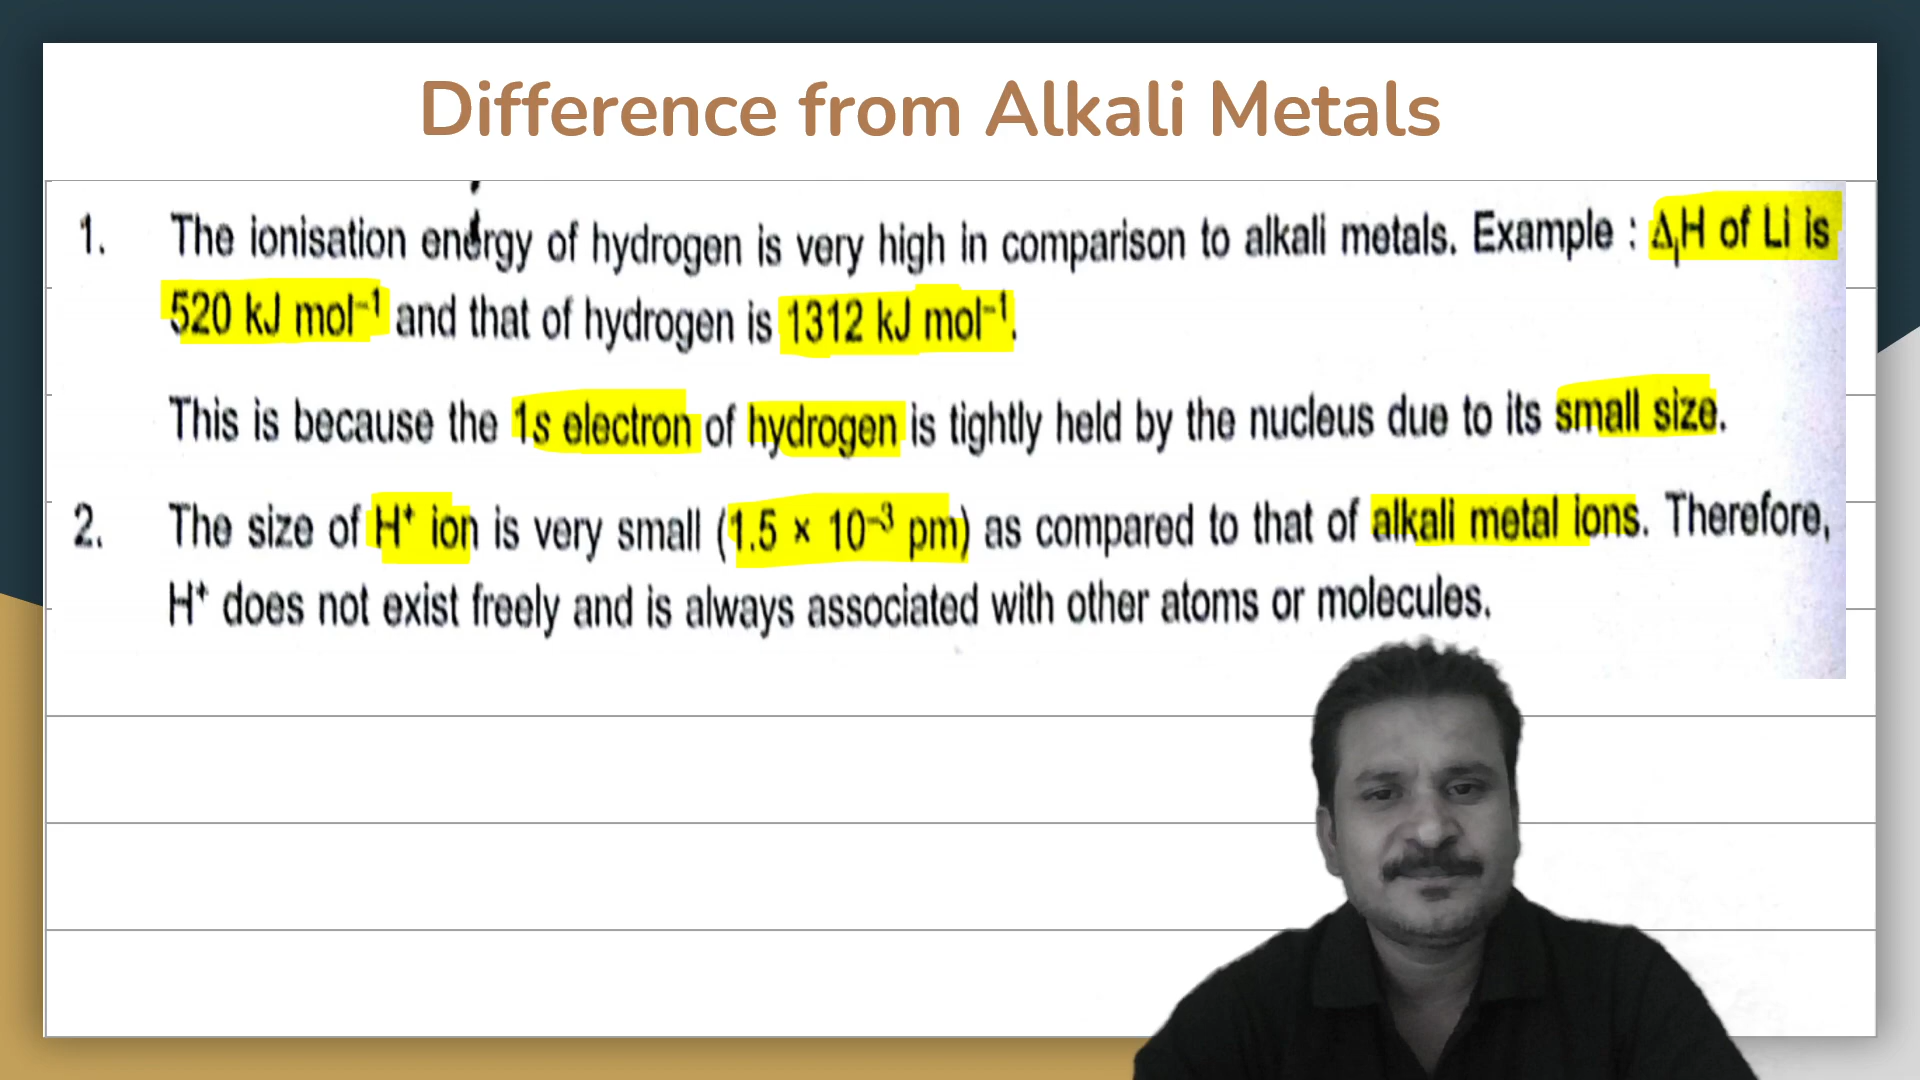 Difference from Alkali Metals
1. The ionisation energy of hydrogen is very high in comparison to alkali metals. Example : ΔᵢH of Li is
520 kJ mol⁻¹ and that of hydrogen is 1312 kJ mol⁻¹.
This is because the 1s electron of hydrogen is tightly held by the nucleus due to its small size.
2. The size of H⁺ ion is very small (1.5 × 10⁻³ pm) as compared to that of alkali metal ions. Therefore,
H⁺ does not exist freely and is always associated with other atoms or molecules.